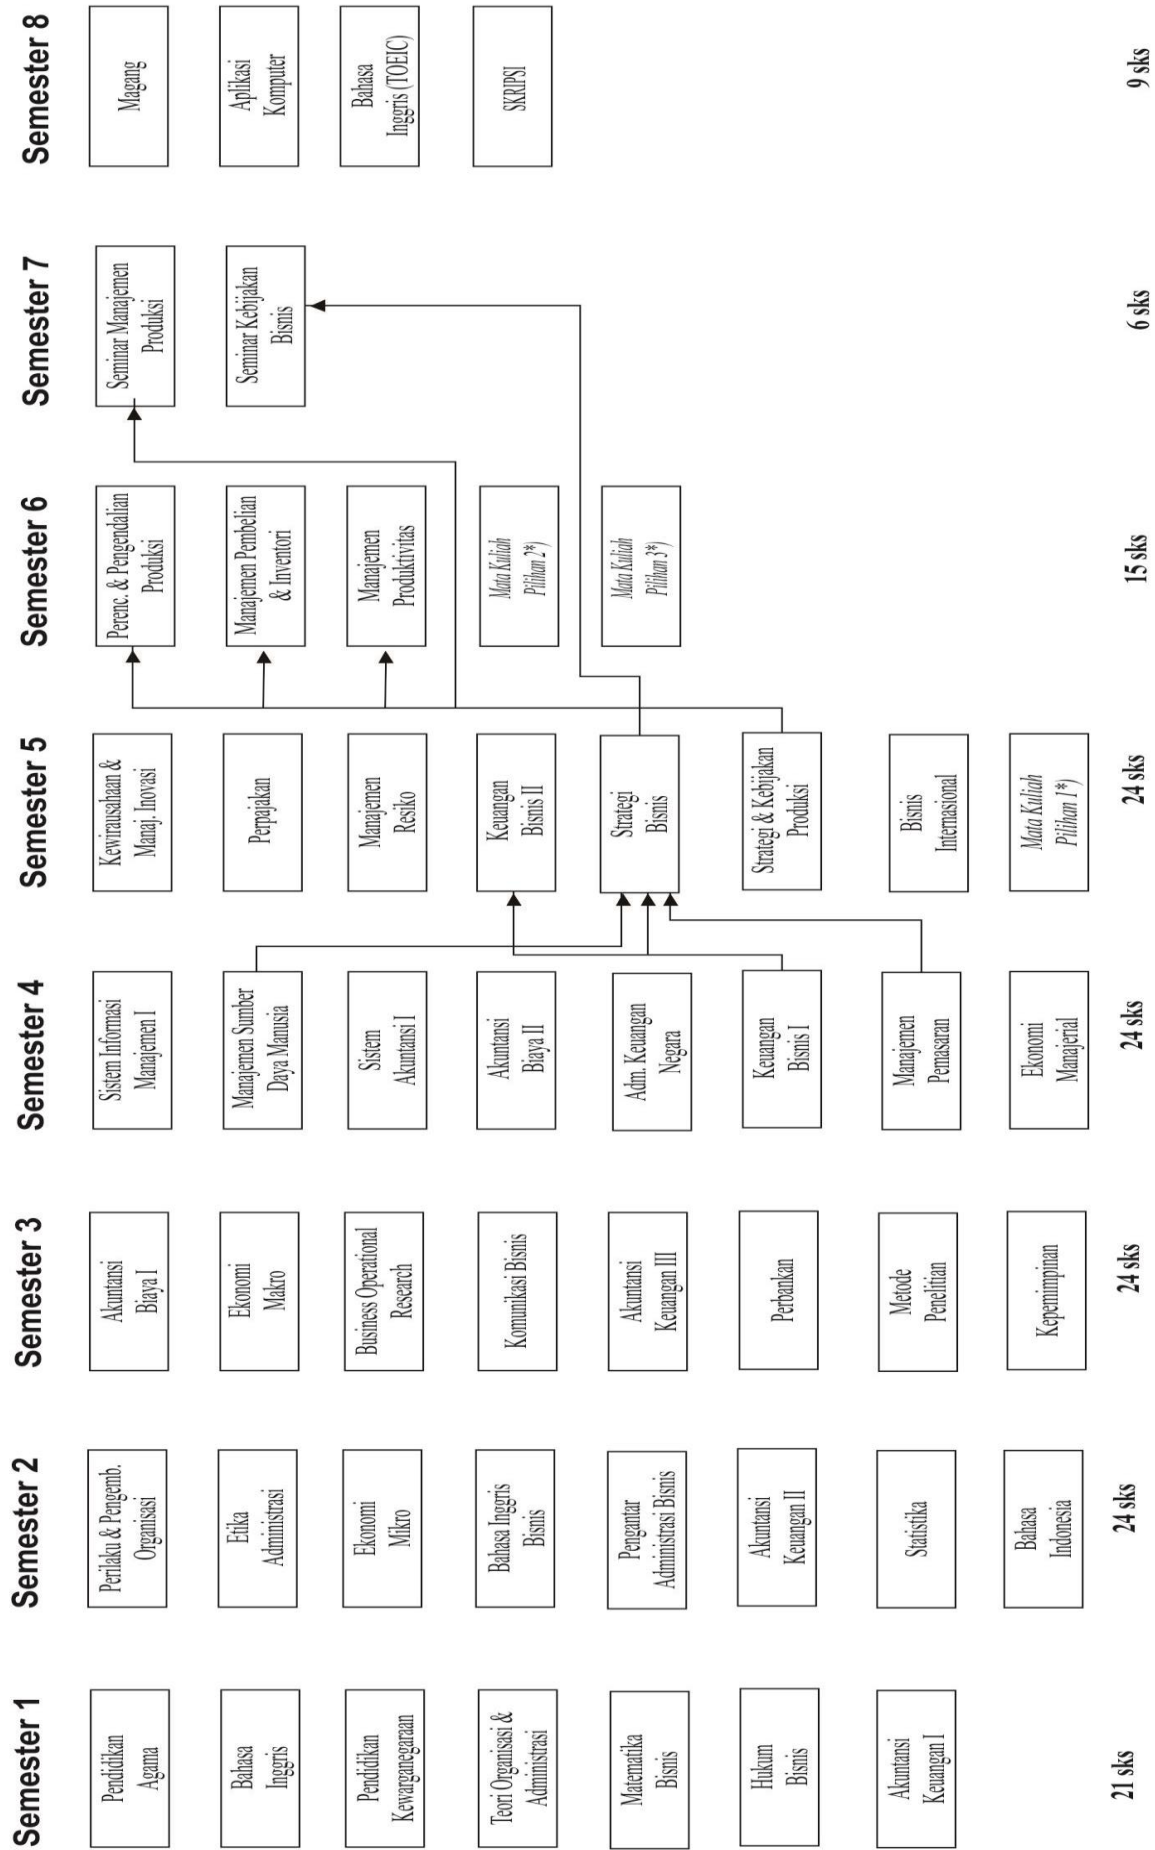 Semester 1
Pendidikan
Agama
Bahasa
Inggris
Pendidikan
Kewarganegaraan
Teori Organisasi &
Administrasi
Matematika
Bisnis
Hukum
Bisnis
Akuntansi
Keuangan I
21 sks
Semester 2
Perilaku & Pengemb.
Organisasi
Etika
Administrasi
Ekonomi
Mikro
Bahasa Inggris
Bisnis
Pengantar
Administrasi Bisnis
Akuntansi
Keuangan II
Statistika
Bahasa
Indonesia
24 sks
Semester 3
Akuntansi
Biaya I
Ekonomi
Makro
Business Operational
Research
Komunikasi Bisnis
Akuntansi
Keuangan III
Perbankan
Metode
Penelitian
Kepemimpinan
24 sks
Semester 4
Sistem Informasi
Manajemen I
Manajemen Sumber
Daya Manusia
Sistem
Akuntansi I
Akuntansi
Biaya II
Adm. Keuangan
Negara
Keuangan
Bisnis I
Manajemen
Pemasaran
Ekonomi
Manajerial
24 sks
Semester 5
Kewirausahaan &
Manaj. Inovasi
Perpajakan
Manajemen
Resiko
Keuangan
Bisnis II
Strategi
Bisnis
Strategi & Kebijakan
Produksi
Bisnis
Internasional
Mata Kuliah
Pilihan 1*)
24 sks
Semester 6
Perenc. & Pengendalian
Produksi
Manajemen Pembelian
& Inventori
Manajemen
Produktivitas
Mata Kuliah
Pilihan 2*)
Mata Kuliah
Pilihan 3*)
15 sks
Semester 7
Seminar Manajemen
Produksi
Seminar Kebijakan
Bisnis
6 sks
Semester 8
Magang
Aplikasi
Komputer
Bahasa
Inggris (TOEIC)
SKRIPSI
9 sks